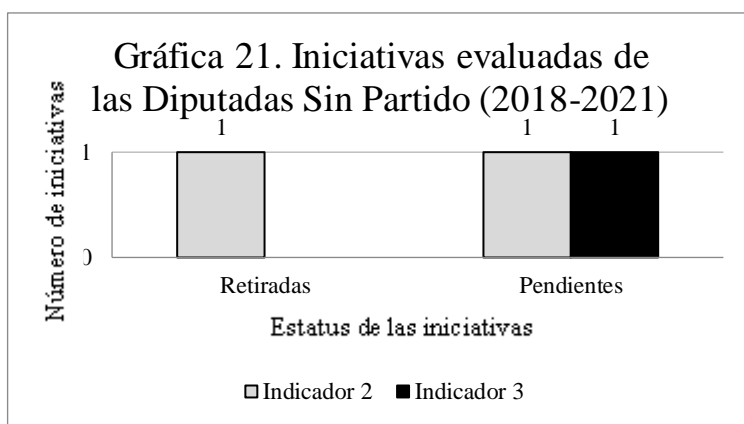 Gráfica 21. Iniciativas evaluadas de
las Diputadas Sin Partido (2018-2021)
Número de iniciativas
1
0
1
1
1
Retiradas
Pendientes
Estatus de las iniciativas
Indicador 2
Indicador 3